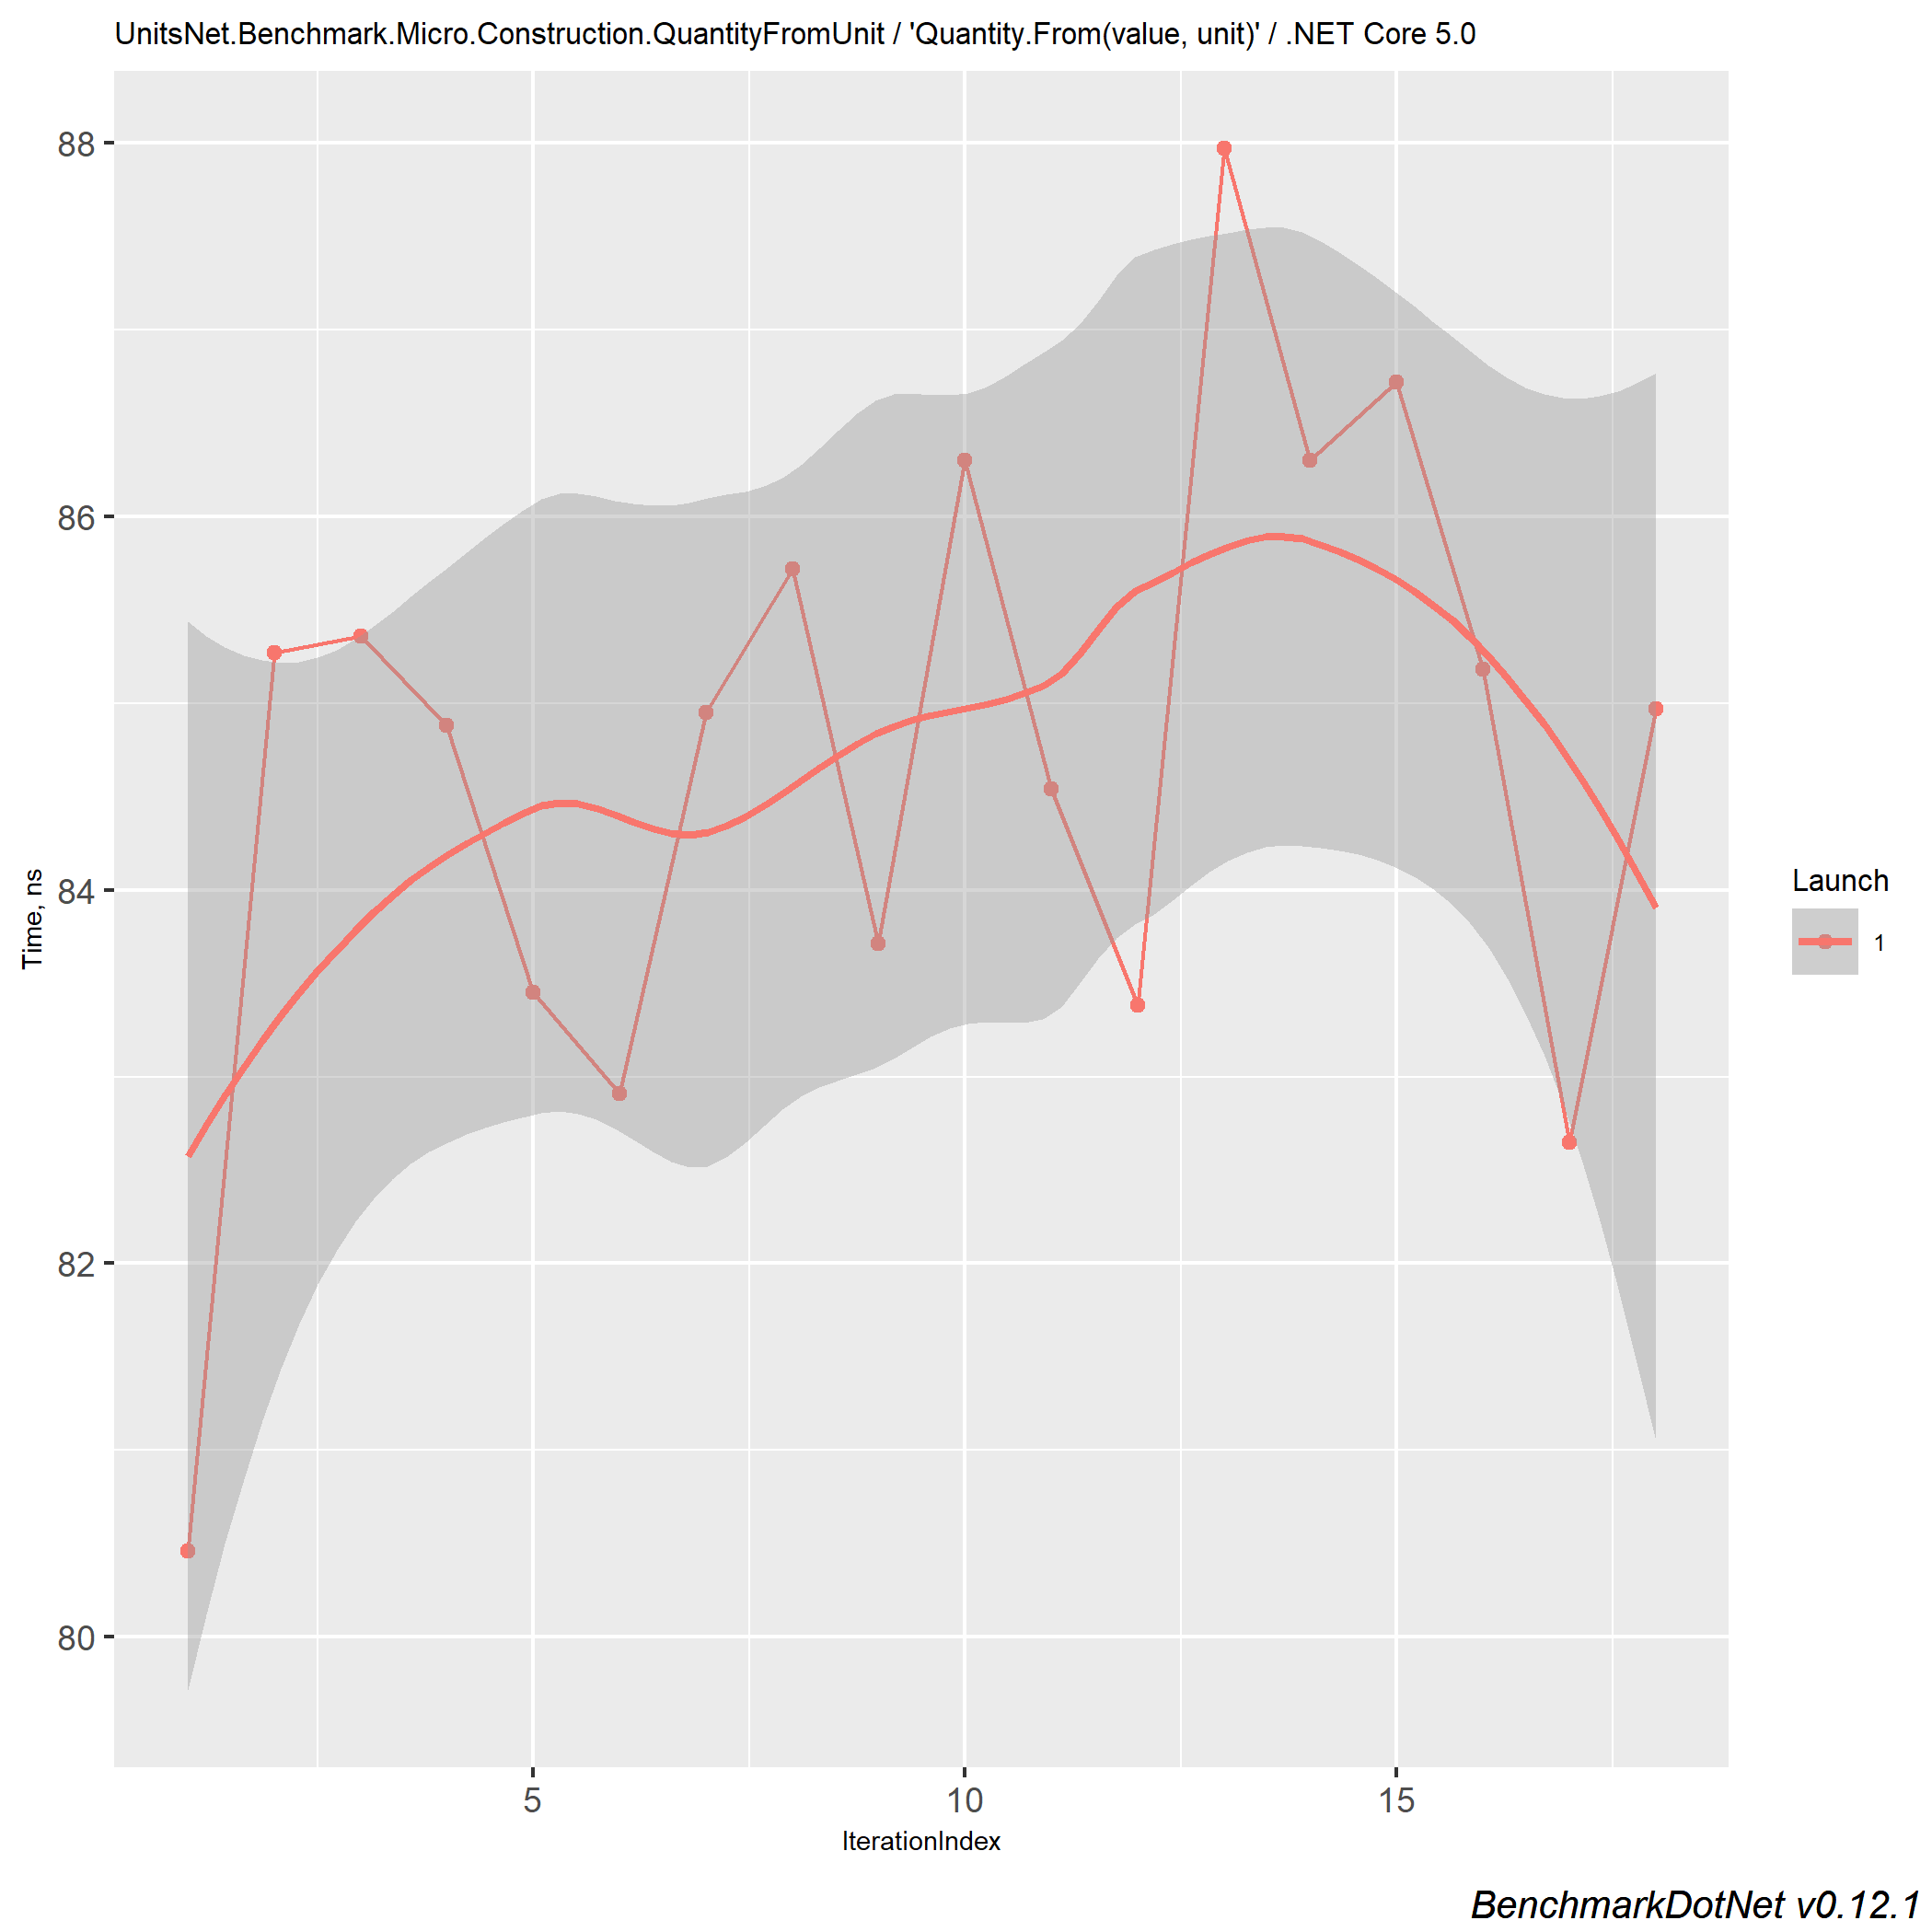 UnitsNet.Benchmark.Micro.Construction.QuantityFromUnit / 'Quantity.From(value, unit)' / .NET Core 5.0
88
86
84
82
80
Time, ns
5
10
15
IterationIndex
Launch
1
BenchmarkDotNet v0.12.1